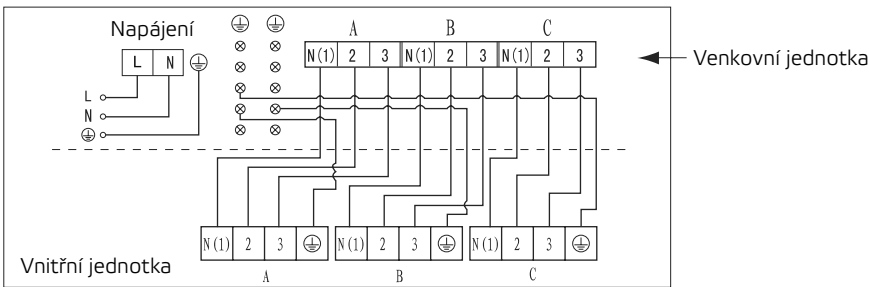 Napájení
L N
L
N
A B C
N(1) 2 3 N(1) 2 3 N(1) 2 3
Venkovní jednotka
N(1) 2 3 N(1) 2 3 N(1) 2 3
A B C
Vnitřní jednotka